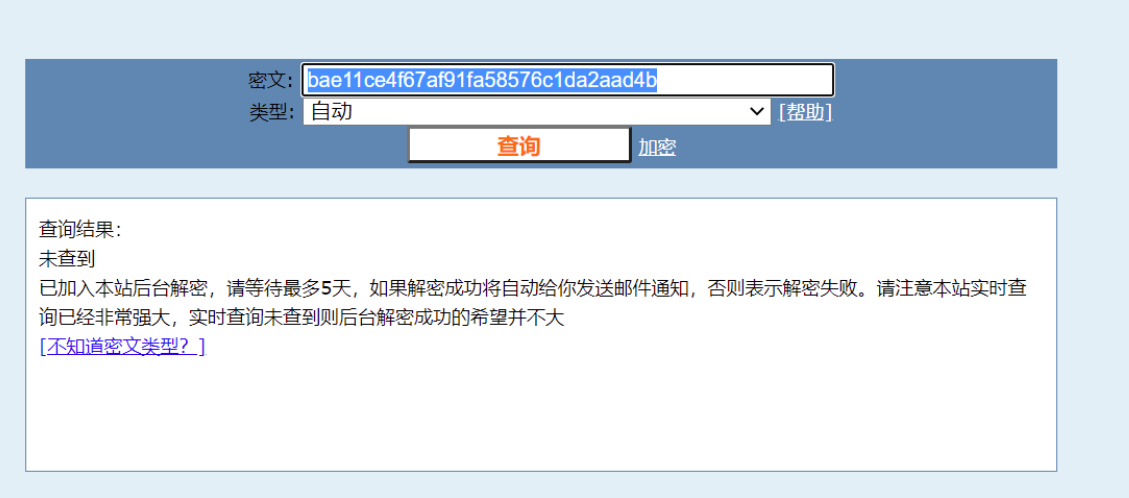 密文: bae11ce4f67af91fa58576c1da2aad4b
类型: 自动 [帮助]
查询 加密
查询结果:
未查到
已加入本站后台解密，请等待最多5天，如果解密成功将自动给你发送邮件通知，否则表示解密失败。请注意本站实时查
询已经非常强大，实时查询未查到则后台解密成功的希望并不大
[不知道密文类型？]